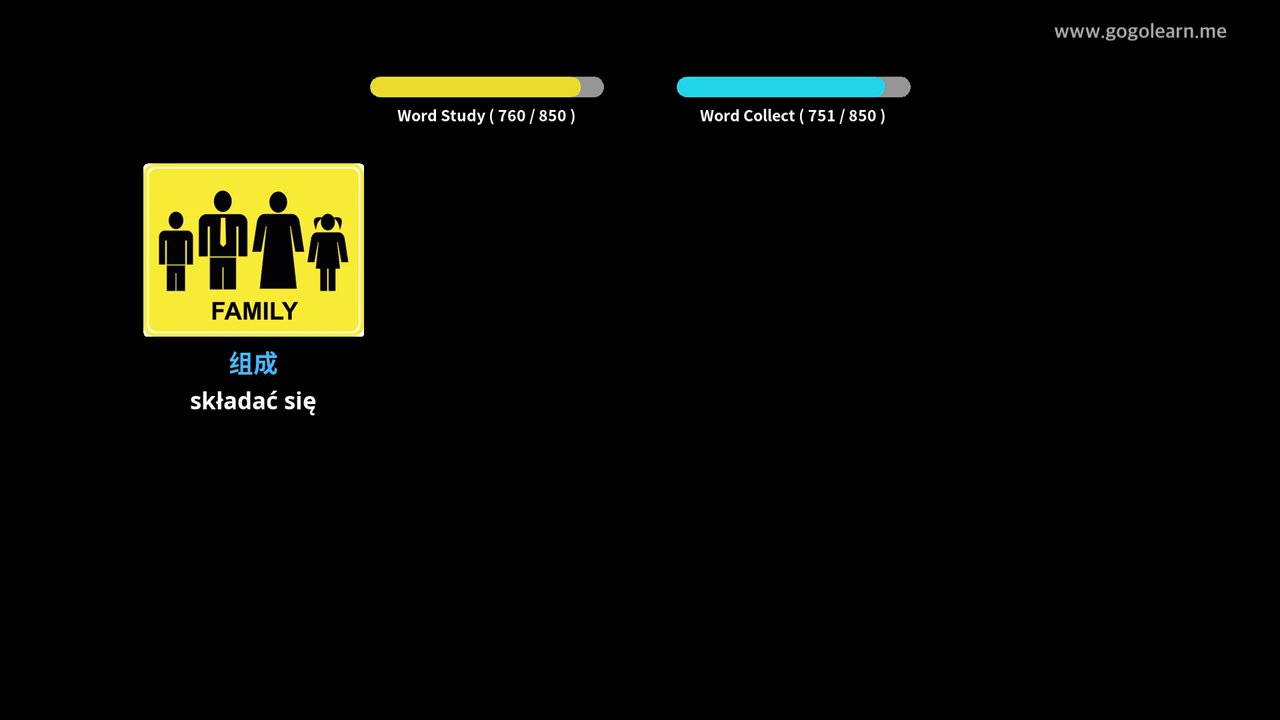 www.gogolearn.me
Word Study ( 760 / 850 )
Word Collect ( 751 / 850 )
FAMILY
组成
składać się